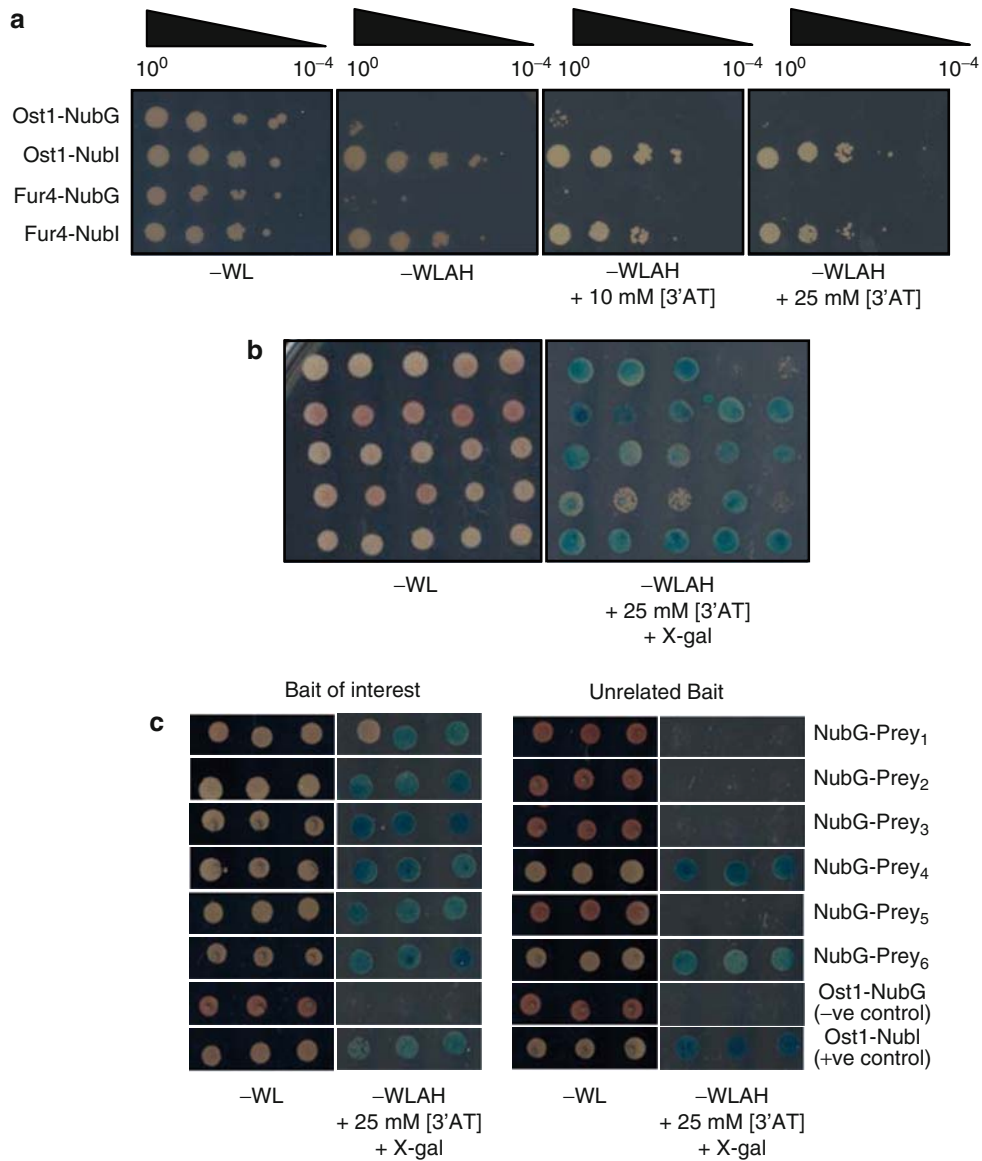 a
10⁰ 10⁻⁴ 10⁰ 10⁻⁴ 10⁰ 10⁻⁴ 10⁰ 10⁻⁴
Ost1-NubG
Ost1-NubI
Fur4-NubG
Fur4-NubI
–WL
–WLAH
–WLAH
+ 10 mM [3'AT]
–WLAH
+ 25 mM [3'AT]
b
–WL
–WLAH
+ 25 mM [3'AT]
+ X-gal
Bait of interest
Unrelated Bait
c
NubG-Prey₁
NubG-Prey₂
NubG-Prey₃
NubG-Prey₄
NubG-Prey₅
NubG-Prey₆
Ost1-NubG
(–ve control)
Ost1-NubI
(+ve control)
–WL
–WLAH
+ 25 mM [3'AT]
+ X-gal
–WL
–WLAH
+ 25 mM [3'AT]
+ X-gal